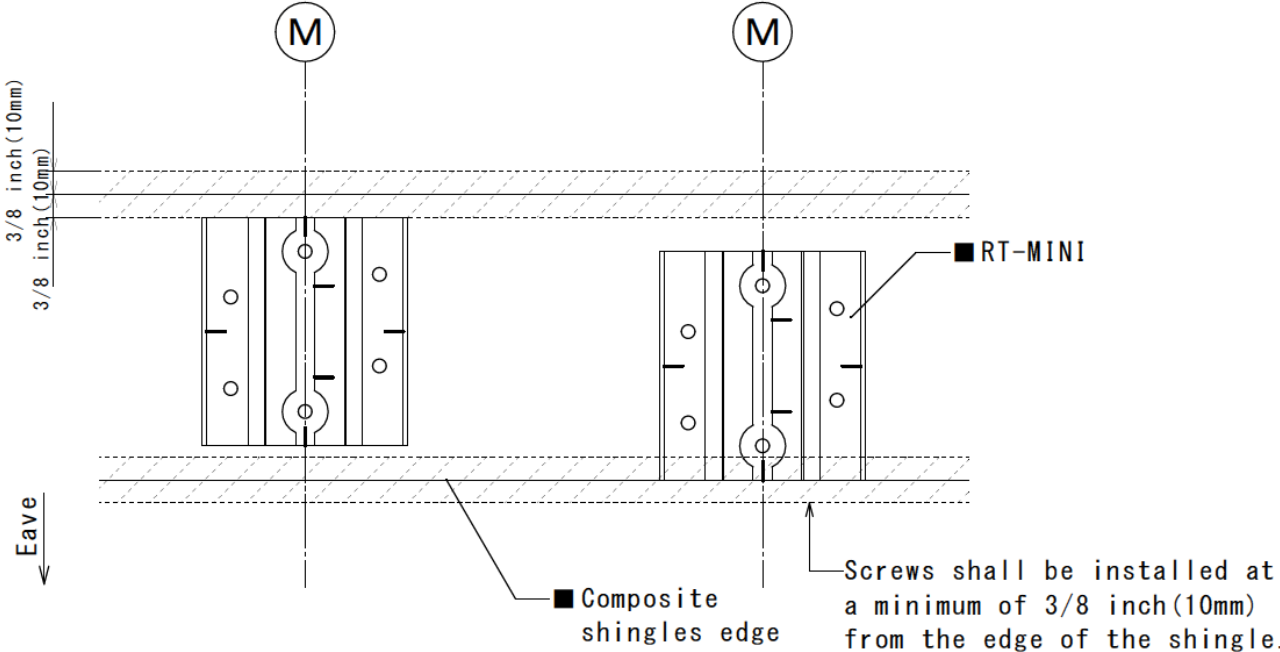 M
M
3/8 inch(10mm)
3/8 inch(10mm)
■ RT-MINI
Eave
■ Composite
shingles edge
Screws shall be installed at
a minimum of 3/8 inch(10mm)
from the edge of the shingle.